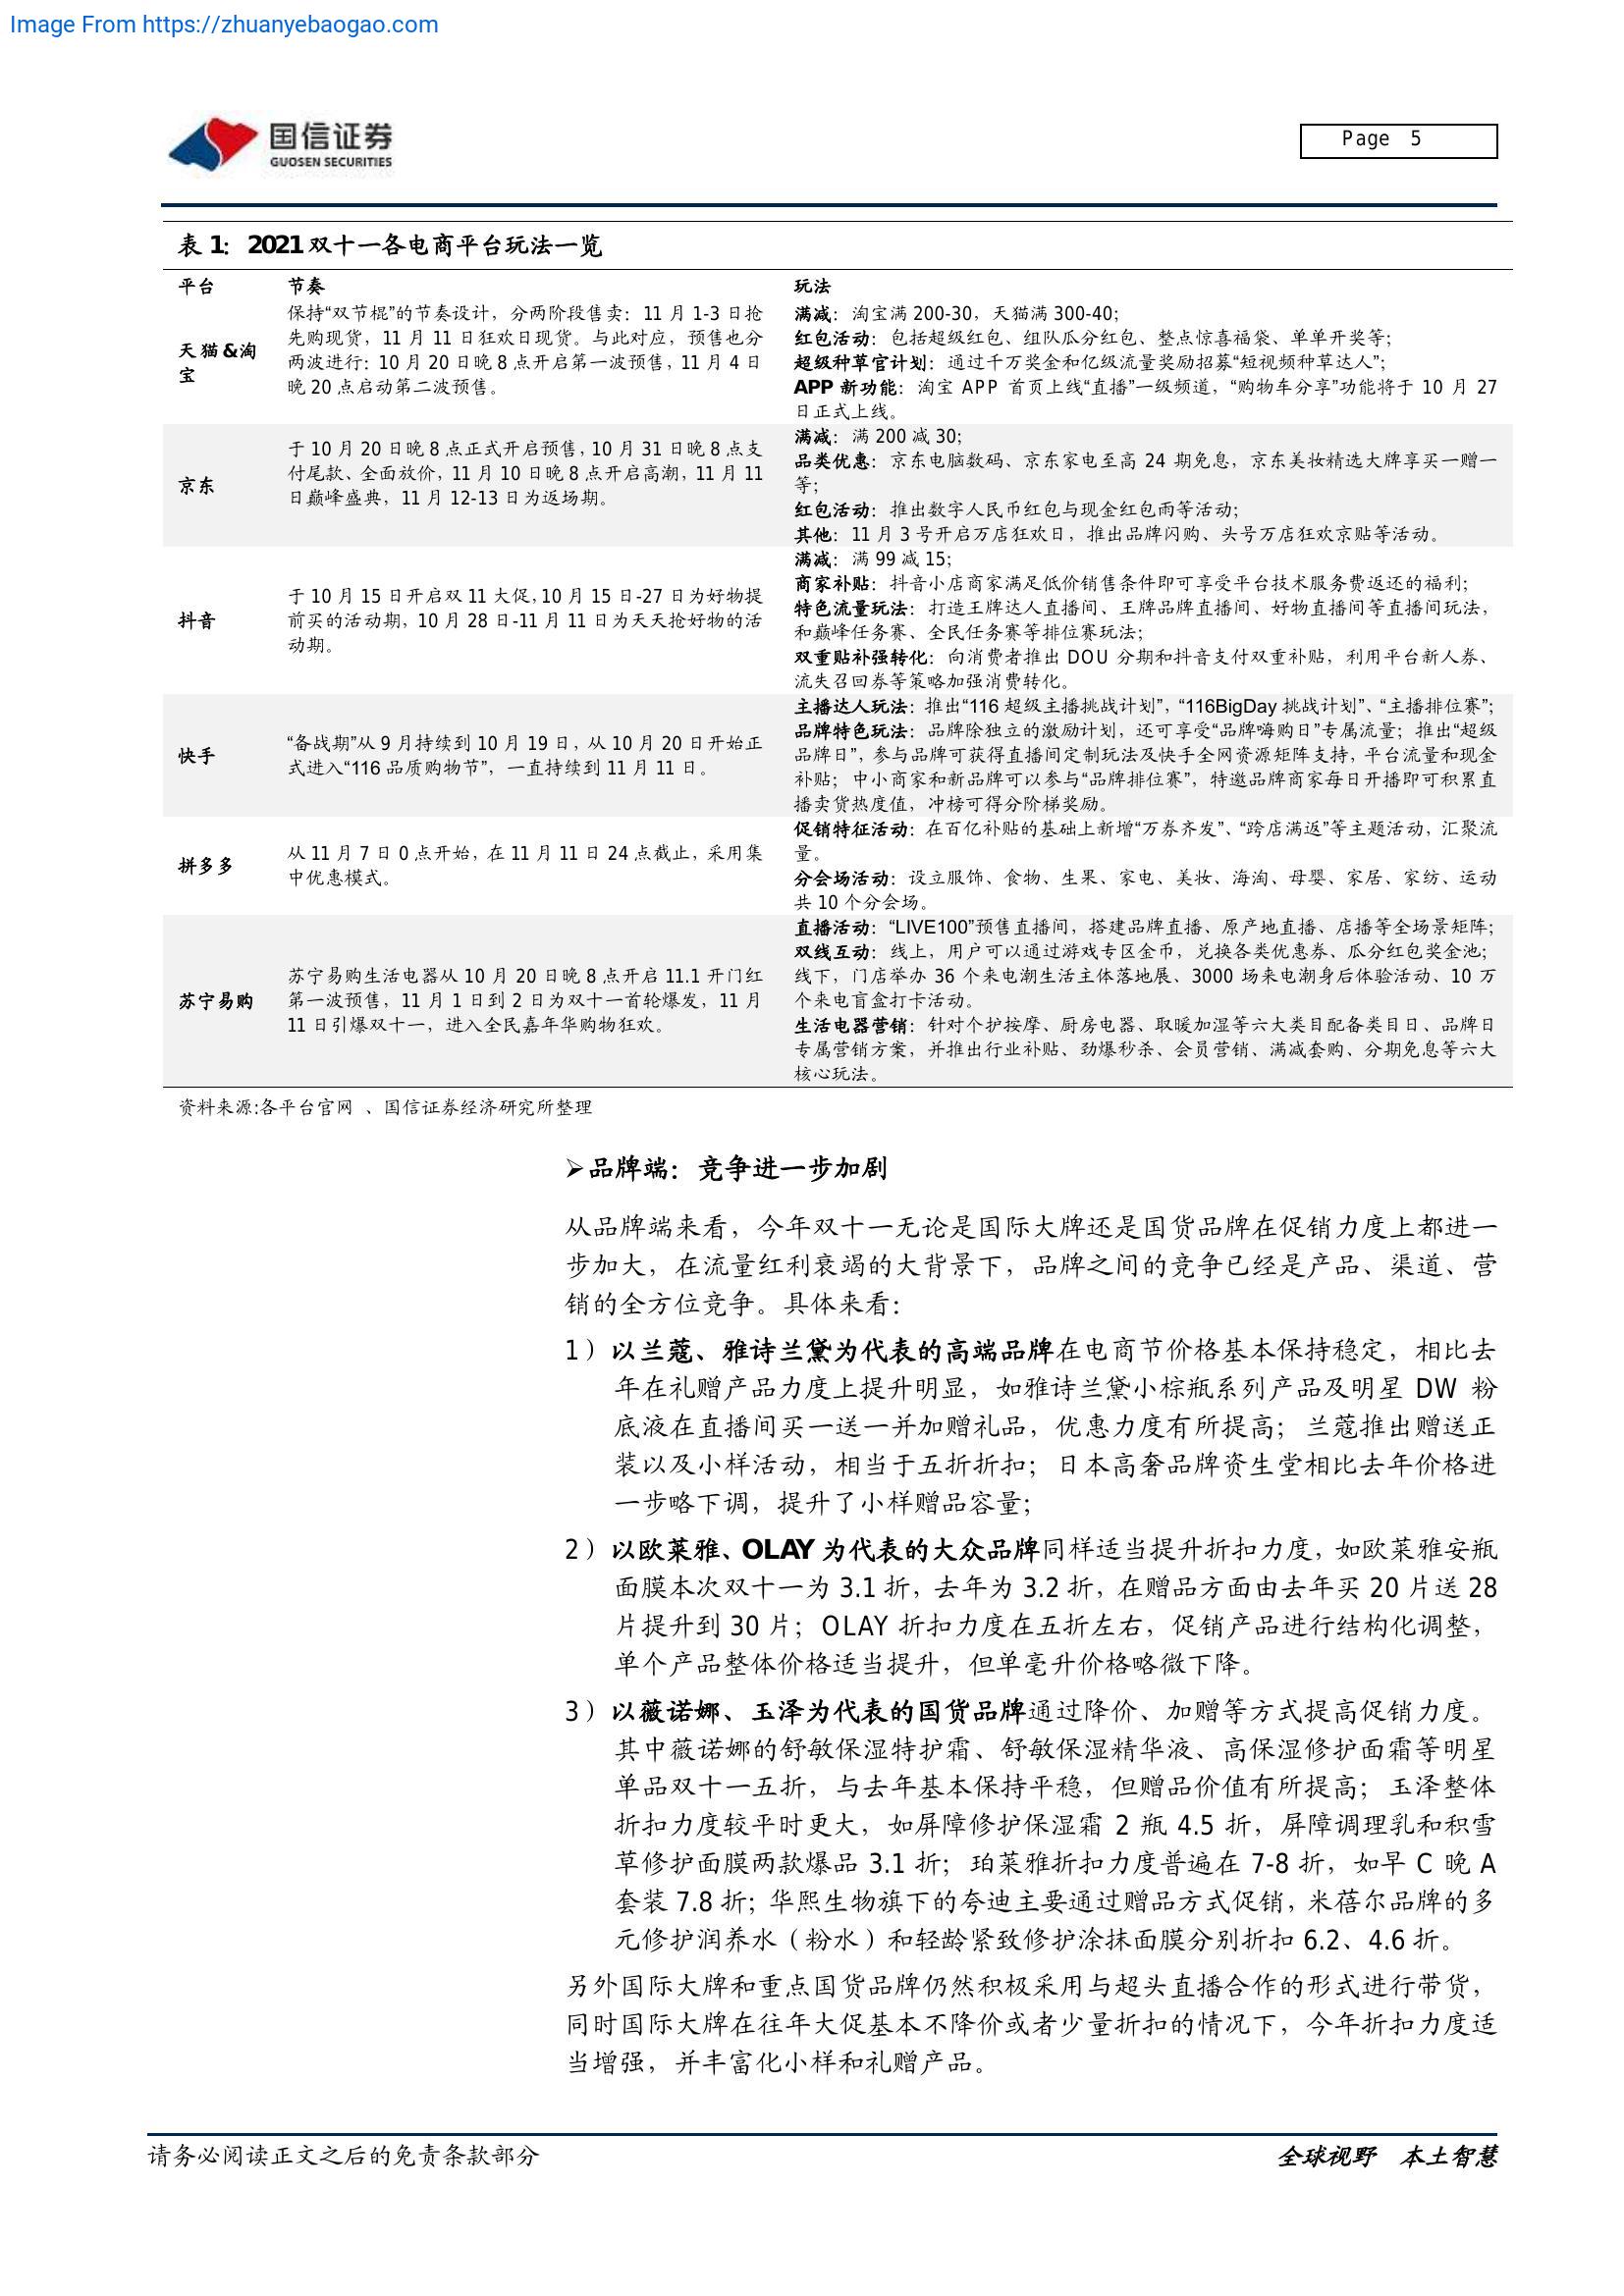 Image From https://zhuanyebaogao.com
国信证券
GUOSEN SECURITIES
Page 5
表 1：2021 双十一各电商平台玩法一览
平台 节奏 玩法
天猫&淘
宝
保持“双节棍”的节奏设计，分两阶段售卖：11 月 1-3 日抢
先购现货，11 月 11 日狂欢日现货。与此对应，预售也分
两波进行：10 月 20 日晚 8 点开启第一波预售，11 月 4 日
晚 20 点启动第二波预售。
满减：淘宝满 200-30，天猫满 300-40；
红包活动：包括超级红包、组队瓜分红包、整点惊喜福袋、单单开奖等；
超级种草官计划：通过千万奖金和亿级流量奖励招募“短视频种草达人”；
APP 新功能：淘宝 APP 首页上线“直播”一级频道，“购物车分享”功能将于 10 月 27
日正式上线。
京东
于 10 月 20 日晚 8 点正式开启预售，10 月 31 日晚 8 点支
付尾款、全面放价，11 月 10 日晚 8 点开启高潮，11 月 11
日巅峰盛典，11 月 12-13 日为返场期。
满减：满 200 减 30；
品类优惠：京东电脑数码、京东家电至高 24 期免息，京东美妆精选大牌享买一赠一
等；
红包活动：推出数字人民币红包与现金红包雨等活动；
其他：11 月 3 号开启万店狂欢日，推出品牌闪购、头号万店狂欢京贴等活动。
抖音
于 10 月 15 日开启双 11 大促，10 月 15 日-27 日为好物提
前买的活动期，10 月 28 日-11 月 11 日为天天抢好物的活
动期。
满减：满 99 减 15；
商家补贴：抖音小店商家满足低价销售条件即可享受平台技术服务费返还的福利；
特色流量玩法：打造王牌达人直播间、王牌品牌直播间、好物直播间等直播间玩法，
和巅峰任务赛、全民任务赛等排位赛玩法；
双重贴补强转化：向消费者推出 DOU 分期和抖音支付双重补贴，利用平台新人券、
流失召回券等策略加强消费转化。
快手
“备战期”从 9 月持续到 10 月 19 日，从 10 月 20 日开始正
式进入“116 品质购物节”，一直持续到 11 月 11 日。
主播达人玩法：推出“116 超级主播挑战计划”，“116BigDay 挑战计划”、“主播排位赛”；
品牌特色玩法：品牌除独立的激励计划，还可享受“品牌嗨购日”专属流量；推出“超级
品牌日”，参与品牌可获得直播间定制玩法及快手全网资源矩阵支持，平台流量和现金
补贴；中小商家和新品牌可以参与“品牌排位赛”，特邀品牌商家每日开播即可积累直
播卖货热度值，冲榜可得分阶梯奖励。
拼多多
从 11 月 7 日 0 点开始，在 11 月 11 日 24 点截止，采用集
中优惠模式。
促销特征活动：在百亿补贴的基础上新增“万券齐发”、“跨店满返”等主题活动，汇聚流
量。
分会场活动：设立服饰、食物、生果、家电、美妆、海淘、母婴、家居、家纺、运动
共 10 个分会场。
苏宁易购
苏宁易购生活电器从 10 月 20 日晚 8 点开启 11.1 开门红
第一波预售，11 月 1 日到 2 日为双十一首轮爆发，11 月
11 日引爆双十一，进入全民嘉年华购物狂欢。
直播活动：“LIVE100”预售直播间，搭建品牌直播、原产地直播、店播等全场景矩阵；
双线互动：线上，用户可以通过游戏专区金币，兑换各类优惠券、瓜分红包奖金池；
线下，门店举办 36 个来电潮生活主体落地展、3000 场来电潮身后体验活动、10 万
个来电盲盒打卡活动。
生活电器营销：针对个护按摩、厨房电器、取暖加湿等六大类目配备类目日、品牌日
专属营销方案，并推出行业补贴、劲爆秒杀、会员营销、满减套购、分期免息等六大
核心玩法。
资料来源:各平台官网 、国信证券经济研究所整理
➢品牌端：竞争进一步加剧
从品牌端来看，今年双十一无论是国际大牌还是国货品牌在促销力度上都进一
步加大，在流量红利衰竭的大背景下，品牌之间的竞争已经是产品、渠道、营
销的全方位竞争。具体来看：
1）以兰蔻、雅诗兰黛为代表的高端品牌在电商节价格基本保持稳定，相比去
年在礼赠产品力度上提升明显，如雅诗兰黛小棕瓶系列产品及明星 DW 粉
底液在直播间买一送一并加赠礼品，优惠力度有所提高；兰蔻推出赠送正
装以及小样活动，相当于五折折扣；日本高奢品牌资生堂相比去年价格进
一步略下调，提升了小样赠品容量；
2）以欧莱雅、OLAY 为代表的大众品牌同样适当提升折扣力度，如欧莱雅安瓶
面膜本次双十一为 3.1 折，去年为 3.2 折，在赠品方面由去年买 20 片送 28
片提升到 30 片；OLAY 折扣力度在五折左右，促销产品进行结构化调整，
单个产品整体价格适当提升，但单毫升价格略微下降。
3）以薇诺娜、玉泽为代表的国货品牌通过降价、加赠等方式提高促销力度。
其中薇诺娜的舒敏保湿特护霜、舒敏保湿精华液、高保湿修护面霜等明星
单品双十一五折，与去年基本保持平稳，但赠品价值有所提高；玉泽整体
折扣力度较平时更大，如屏障修护保湿霜 2 瓶 4.5 折，屏障调理乳和积雪
草修护面膜两款爆品 3.1 折；珀莱雅折扣力度普遍在 7-8 折，如早 C 晚 A
套装 7.8 折；华熙生物旗下的夸迪主要通过赠品方式促销，米蓓尔品牌的多
元修护润养水（粉水）和轻龄紧致修护涂抹面膜分别折扣 6.2、4.6 折。
另外国际大牌和重点国货品牌仍然积极采用与超头直播合作的形式进行带货，
同时国际大牌在往年大促基本不降价或者少量折扣的情况下，今年折扣力度适
当增强，并丰富化小样和礼赠产品。
请务必阅读正文之后的免责条款部分
全球视野 本土智慧